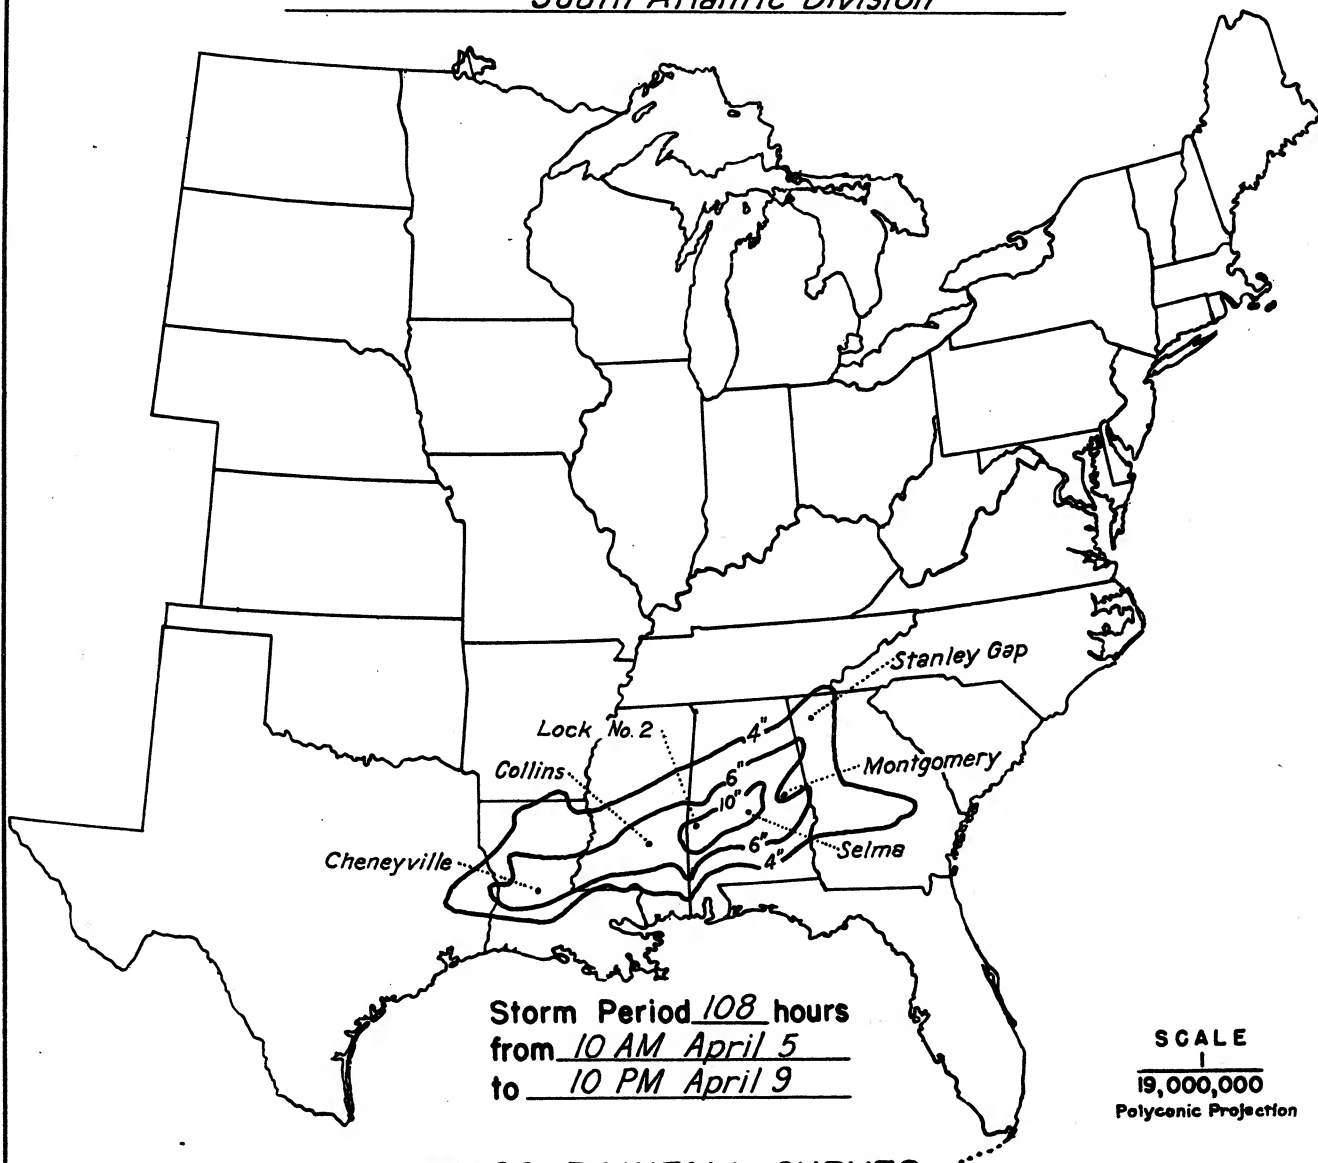 South Atlantic Division
Stanley Gap
Lock No. 2
4"
Collins
Montgomery
6"
10"
Cheneyville
6"
Selma
4"
Storm Period 108 hours
from 10 AM April 5
to 10 PM April 9
SCALE
1
19,000,000
Polyconic Projection
RAINFALL CURVES